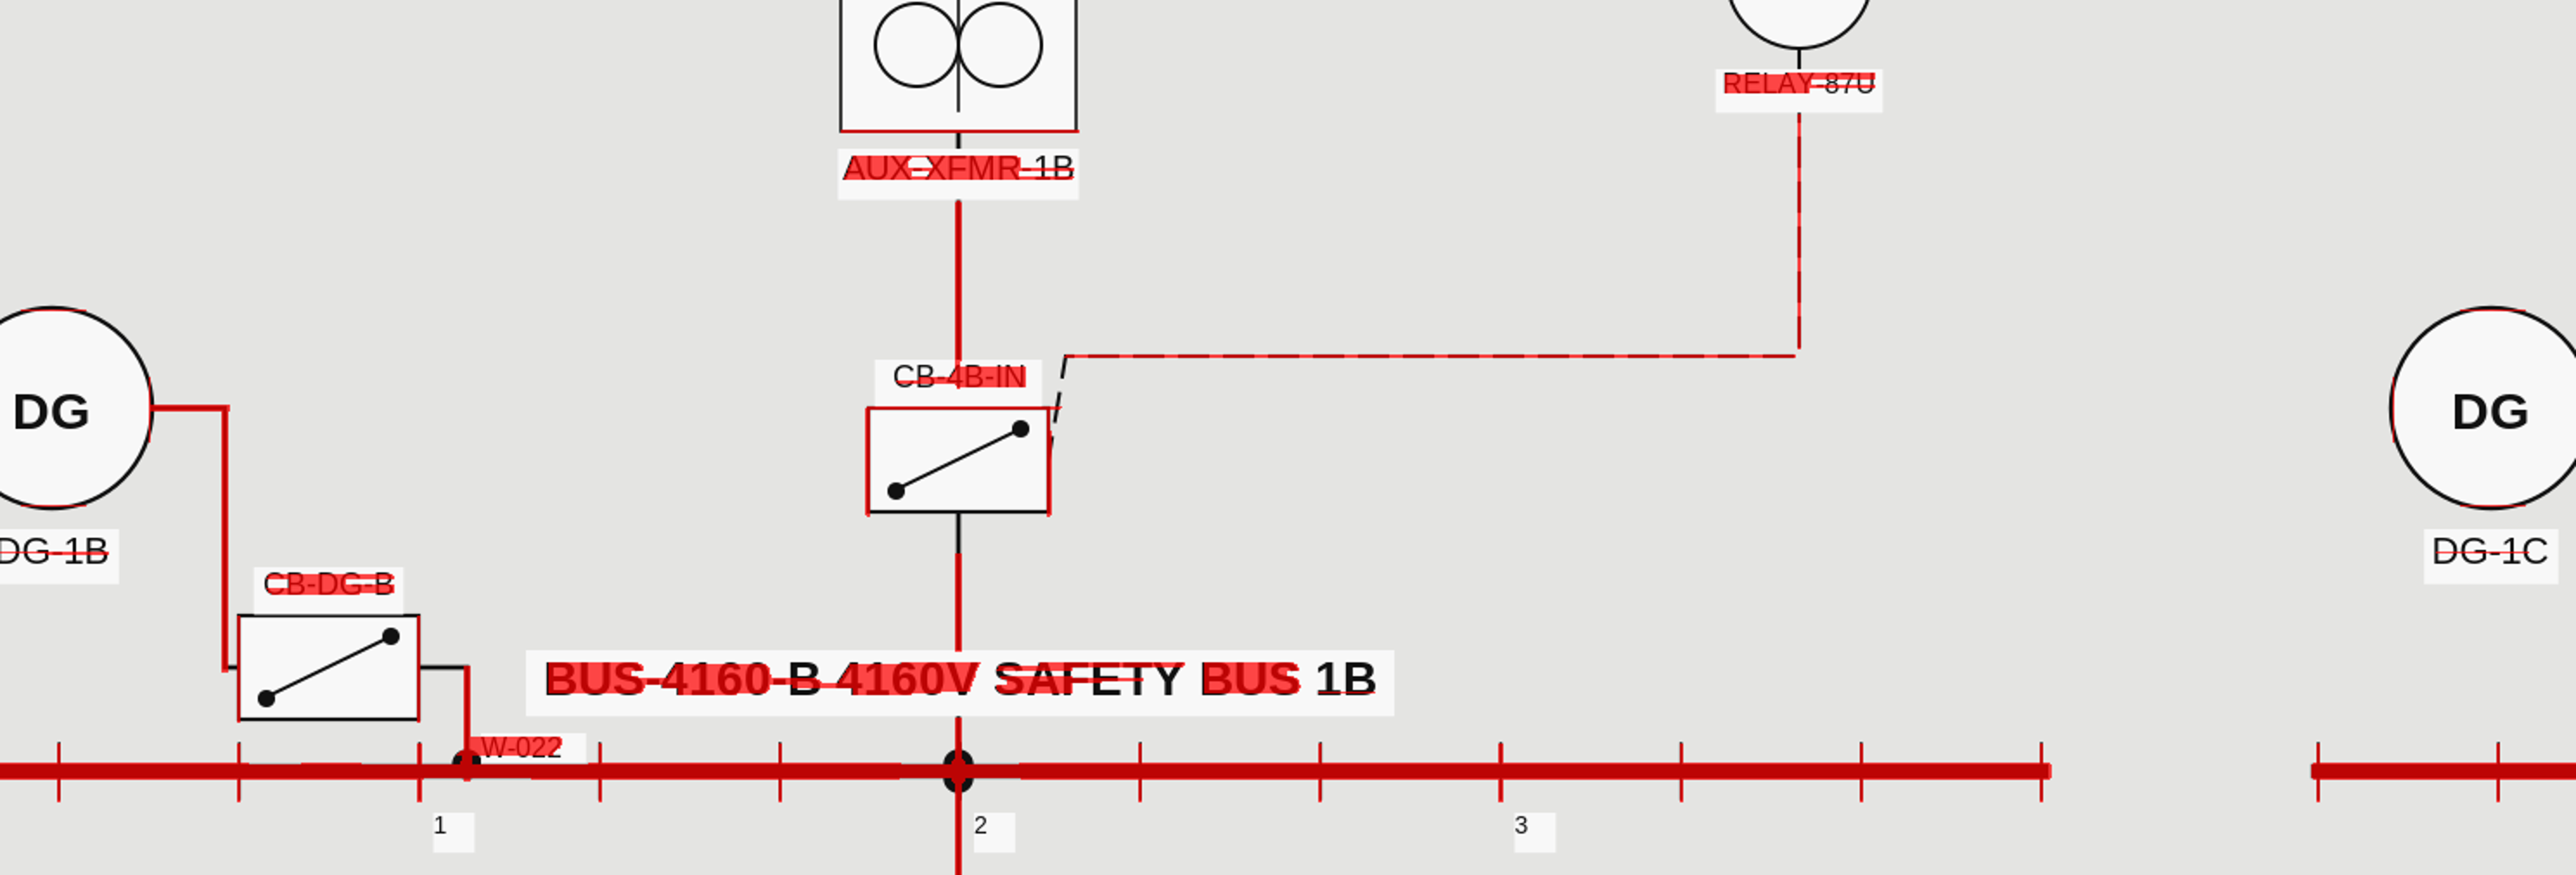 RELAY-87U
AUX-XFMR-1B
CB-4B-IN
DG
DG
DG-1B
DG-1C
CB-DG-B
BUS-4160-B 4160V SAFETY BUS 1B
W-022
1
2
3